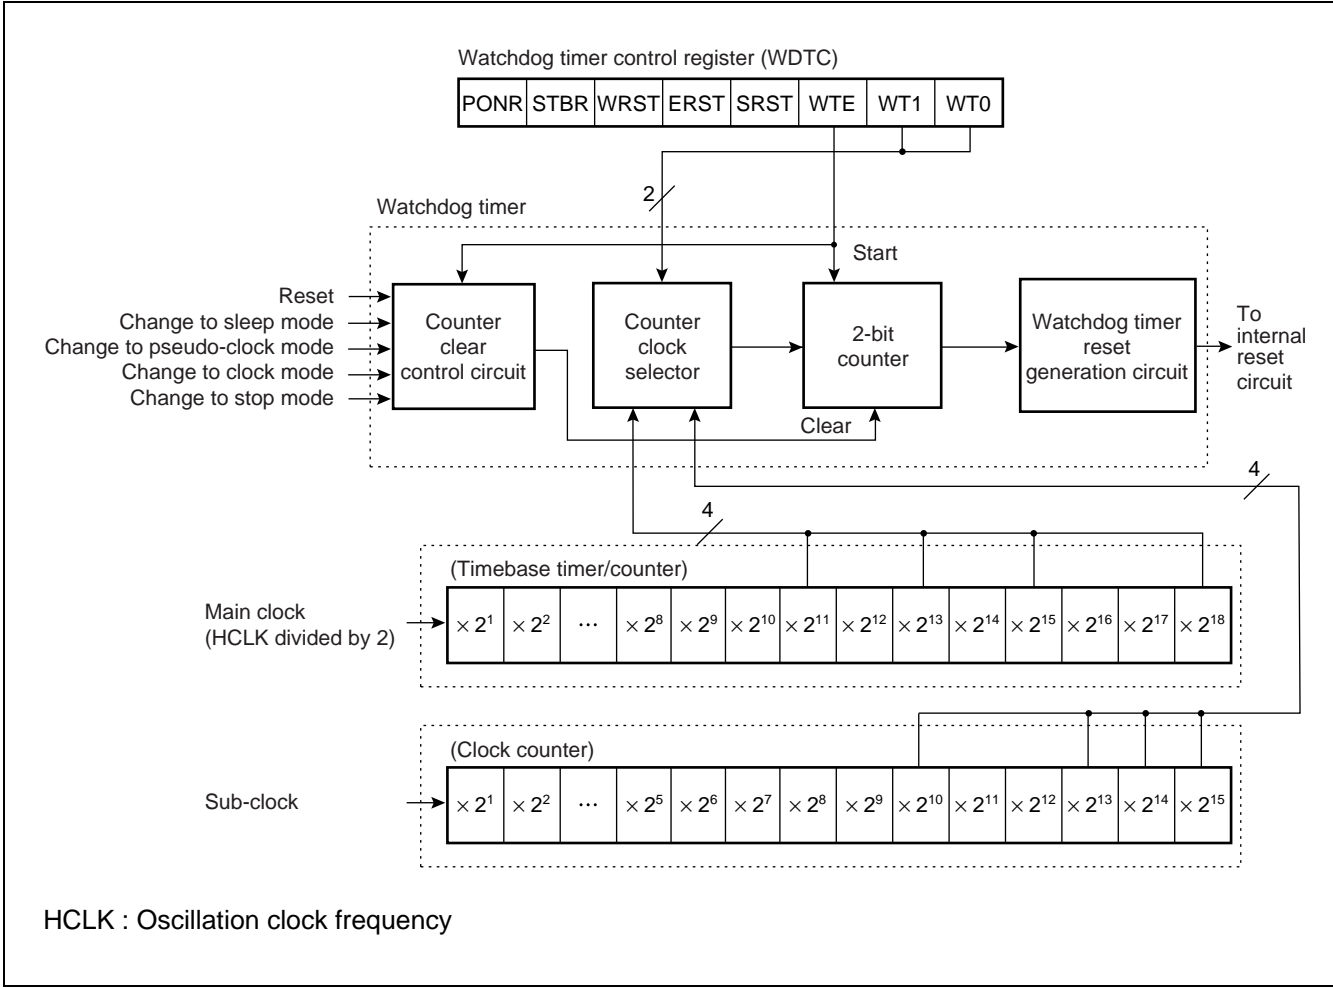 Watchdog timer control register (WDTC)
PONR STBR WRST ERST SRST WTE WT1 WT0
2
Watchdog timer
Start
Reset
Change to sleep mode
Change to pseudo-clock mode
Change to clock mode
Change to stop mode
Counter
clear
control circuit
Counter
clock
selector
2-bit
counter
Watchdog timer
reset
generation circuit
To
internal
reset
circuit
Clear
4
4
(Timebase timer/counter)
Main clock
(HCLK divided by 2)
× 2¹ × 2² ··· × 2⁸ × 2⁹ × 2¹⁰ × 2¹¹ × 2¹² × 2¹³ × 2¹⁴ × 2¹⁵ × 2¹⁶ × 2¹⁷ × 2¹⁸
(Clock counter)
Sub-clock
× 2¹ × 2² ··· × 2⁵ × 2⁶ × 2⁷ × 2⁸ × 2⁹ × 2¹⁰ × 2¹¹ × 2¹² × 2¹³ × 2¹⁴ × 2¹⁵
HCLK : Oscillation clock frequency